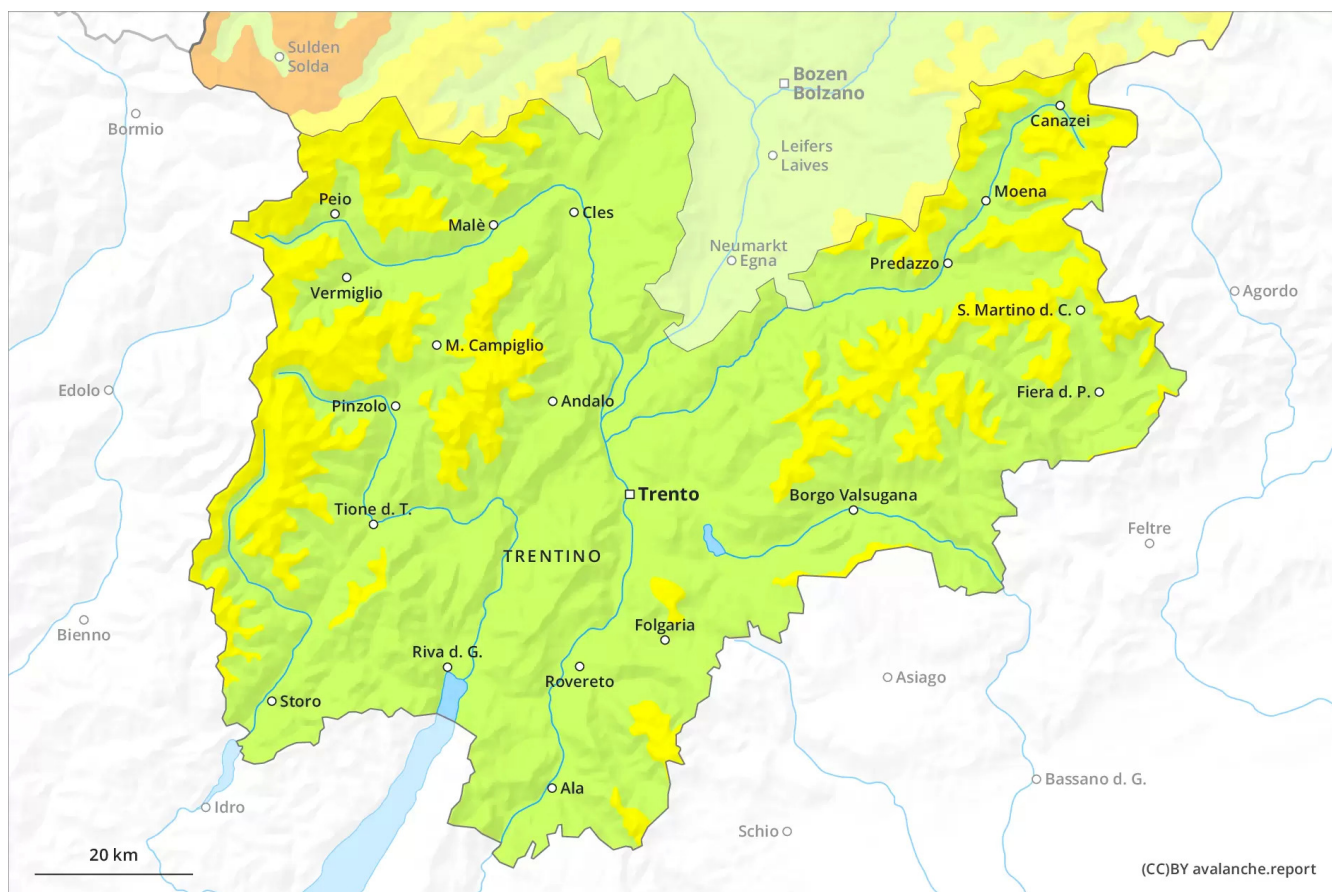 Sulden
Solda
Bozen
Bolzano
Bormio
Canazei
Leifers
Laives
Peio
Moena
Malè
Cles
Neumarkt
Egna
Predazzo
Vermiglio
Agordo
S. Martino d. C.
M. Campiglio
Edolo
Fiera d. P.
Andalo
Pinzolo
Trento
Borgo Valsugana
Tione d. T.
Feltre
TRENTINO
Bienno
Folgaria
Riva d. G.
Asiago
Rovereto
Storo
Bassano d. G.
Ala
Idro
Schio
20 km
(CC)BY avalanche.report